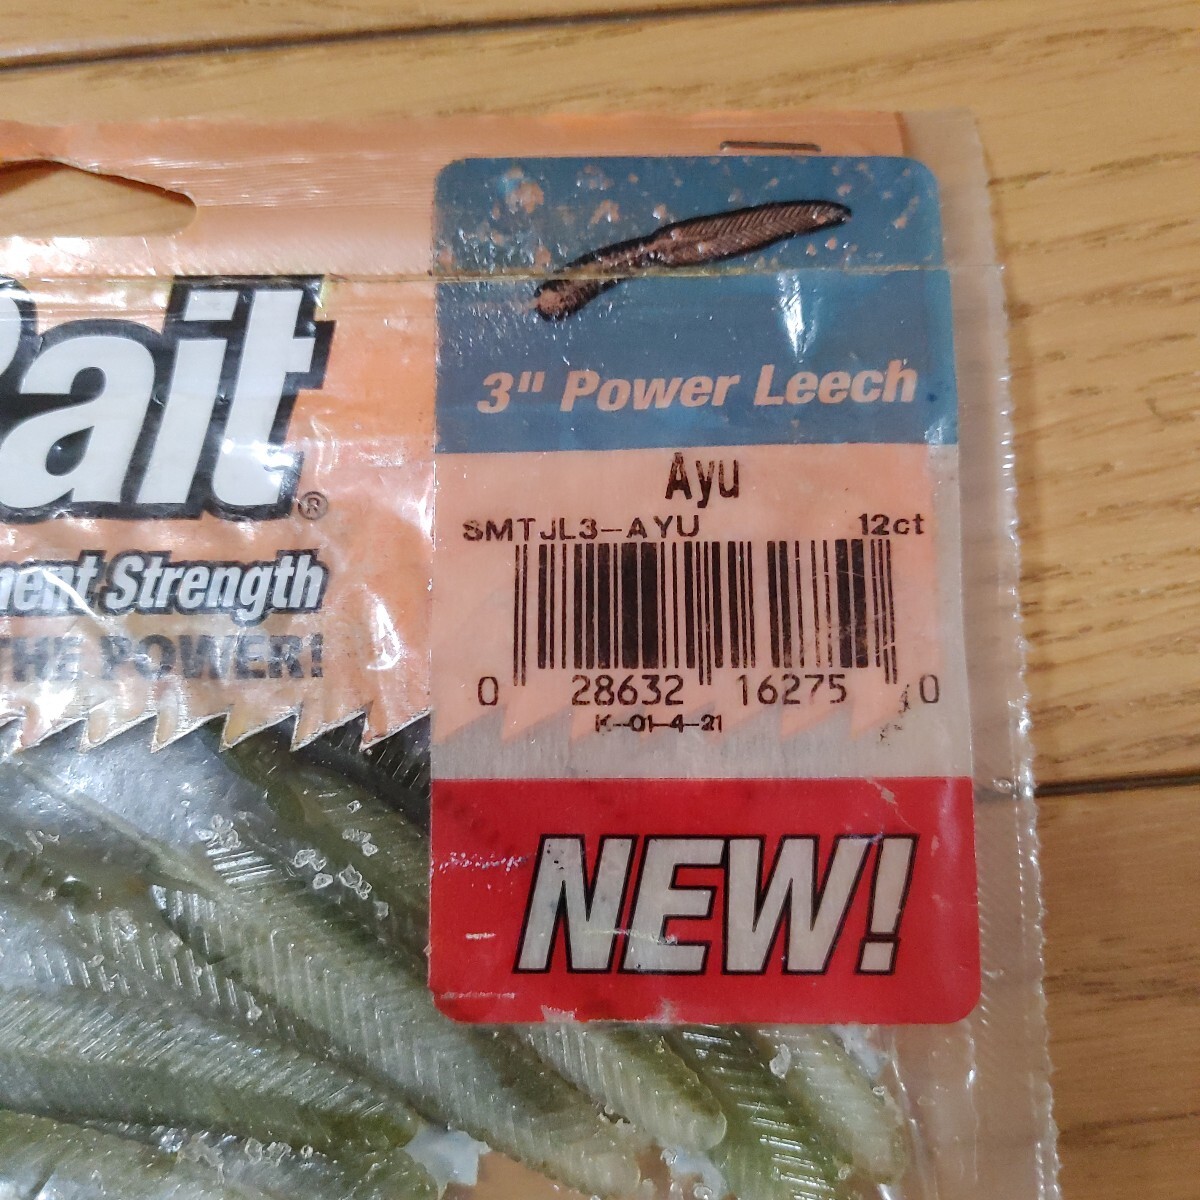 Bait®
ment Strength
THE POWER!
3" Power Leech
Ayu
SMTJL3-AYU 12ct
0 28632 16275 0
K-01-4-21
NEW!